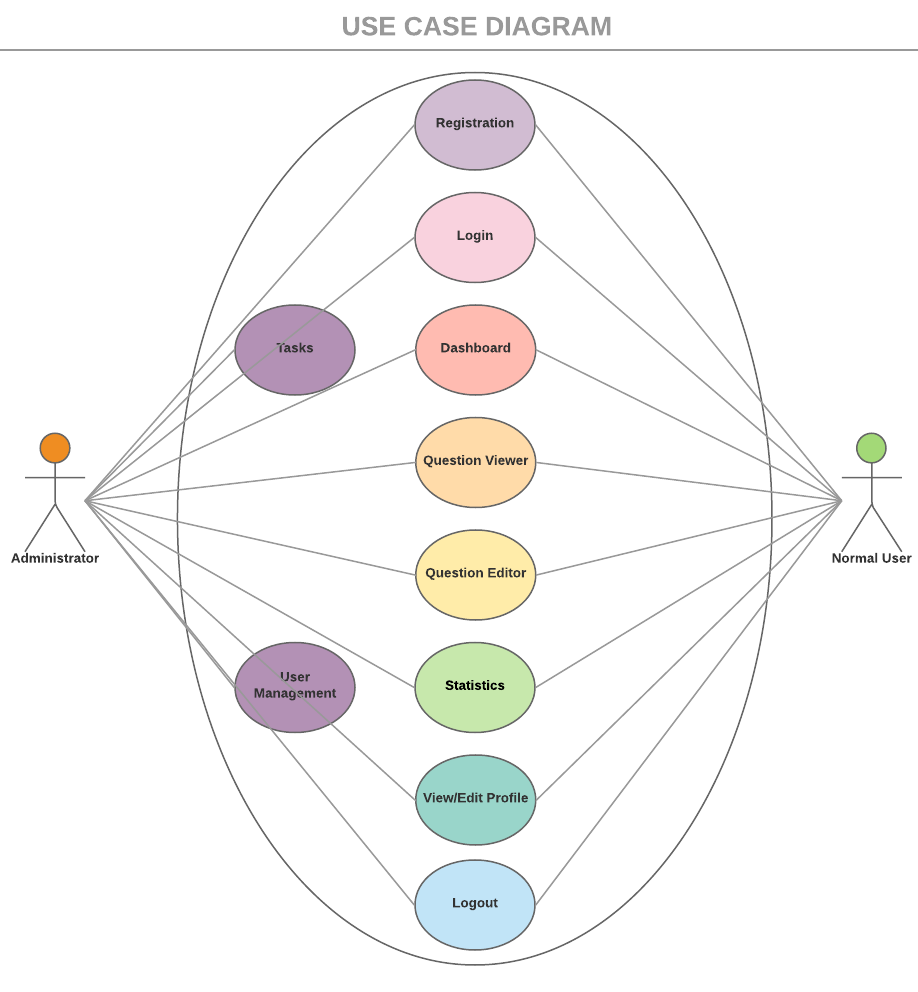 USE CASE DIAGRAM
Registration
Login
Tasks
Dashboard
Question Viewer
Administrator
Normal User
Question Editor
User
Management
Statistics
View/Edit Profile
Logout